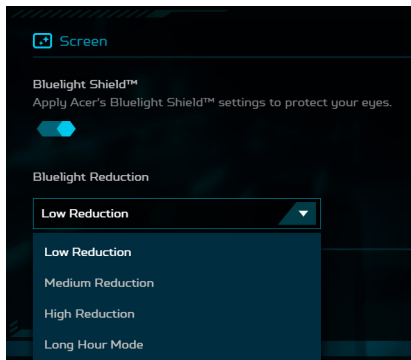 Screen
Bluelight Shield™
Apply Acer's Bluelight Shield™ settings to protect your eyes.
Bluelight Reduction
Low Reduction
Low Reduction
Medium Reduction
High Reduction
Long Hour Mode